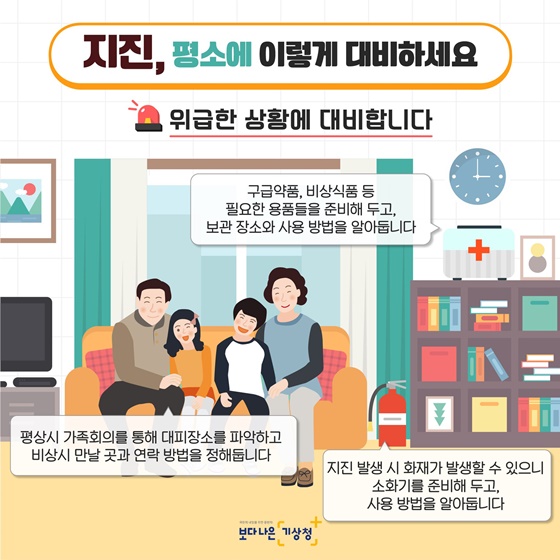 지진, 평소에 이렇게 대비하세요
위급한 상황에 대비합니다
구급약품, 비상식품 등
필요한 용품들을 준비해 두고,
보관 장소와 사용 방법을 알아둡니다
평상시 가족회의를 통해 대피장소를 파악하고
비상시 만날 곳과 연락 방법을 정해둡니다
지진 발생 시 화재가 발생할 수 있으니
소화기를 준비해 두고,
사용 방법을 알아둡니다
보다나은 기상청